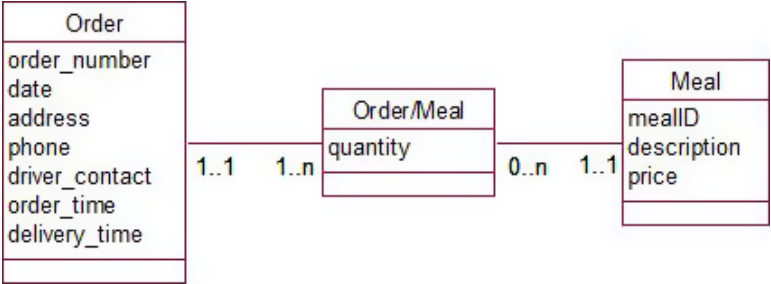 Order
order_number
date
address
phone
driver_contact
order_time
delivery_time
1..1
1..n
Order/Meal
quantity
0..n
1..1
Meal
mealID
description
price